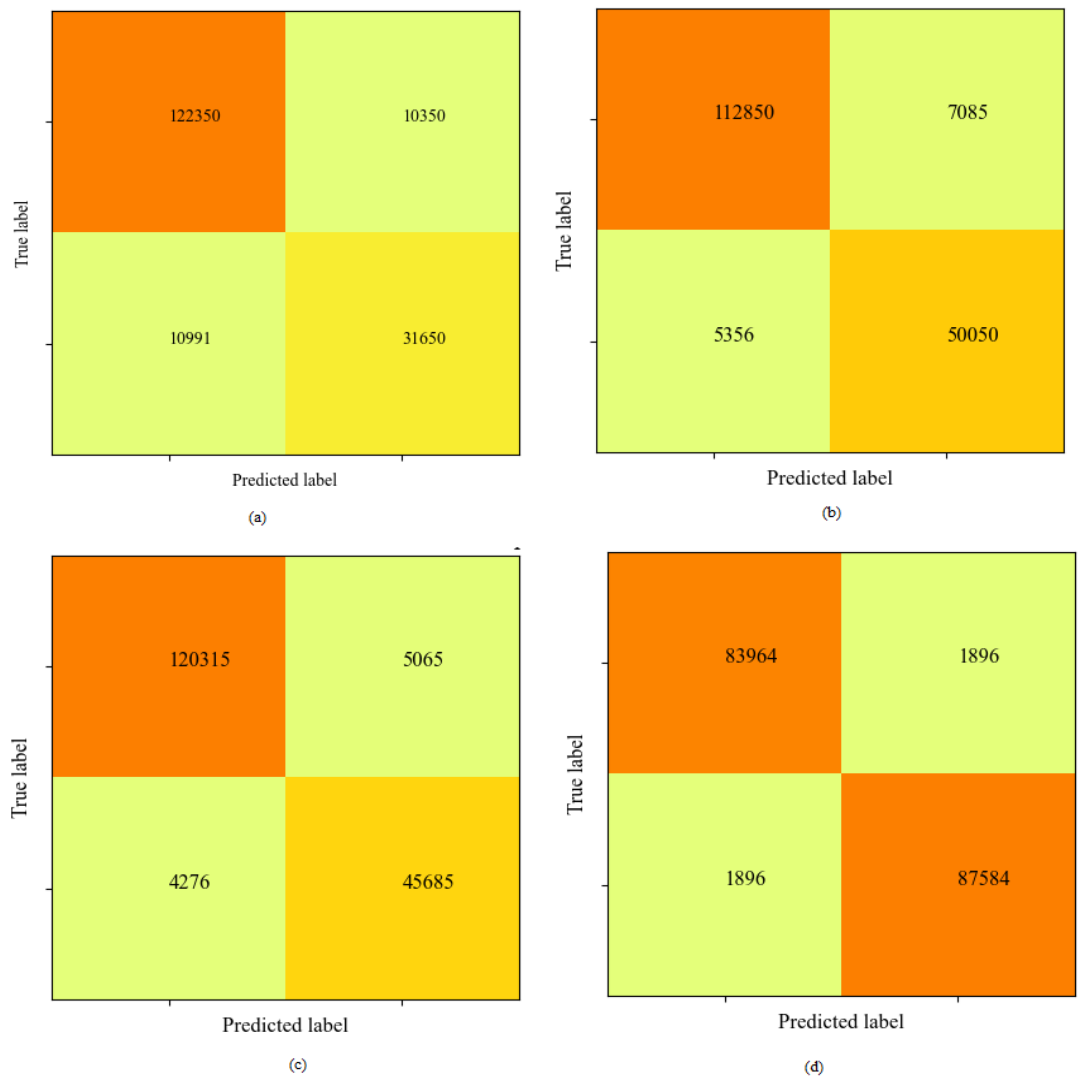 122350 10350
True label
10991 31650
Predicted label
(a)
112850 7085
True label
5356 50050
Predicted label
(b)
120315 5065
True label
4276 45685
Predicted label
(c)
83964 1896
True label
1896 87584
Predicted label
(d)